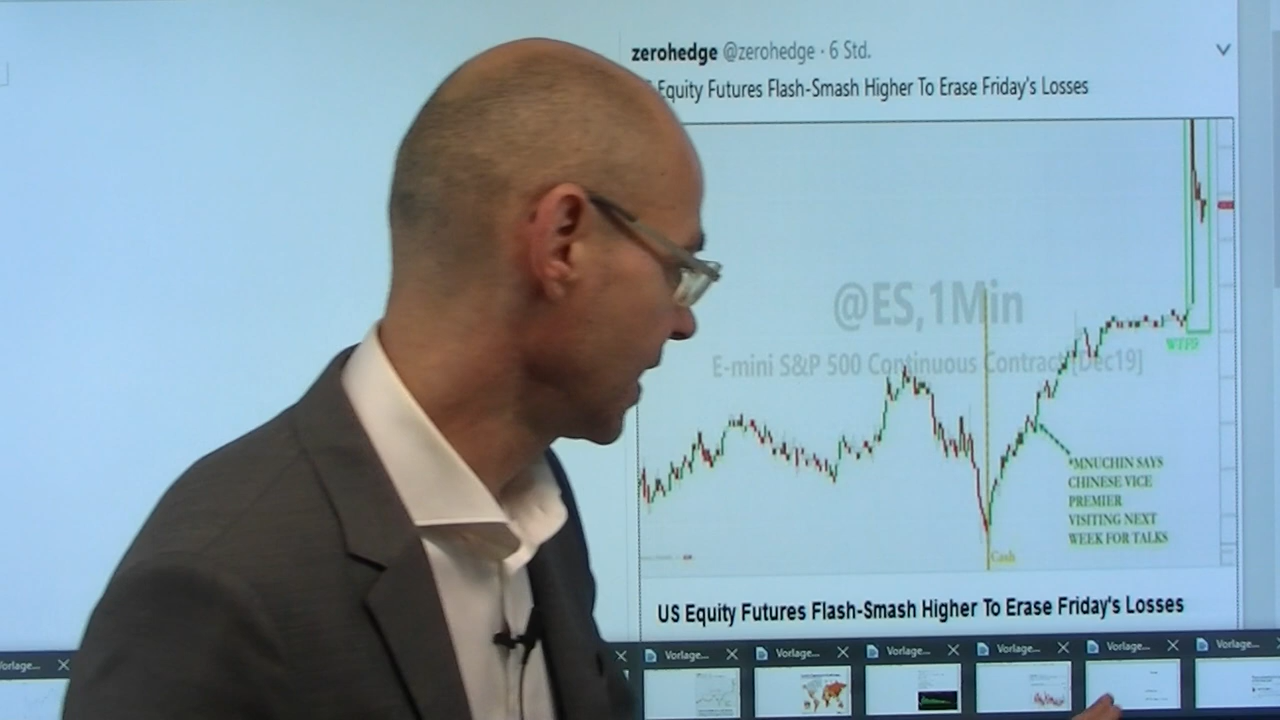 zerohedge @zerohedge · 6 Std.
Equity Futures Flash-Smash Higher To Erase Friday's Losses
@ES,1Min
E-mini S&P 500 Continuous Contract [Dec19]
WTF?
*MNUCHIN SAYS
CHINESE VICE
PREMIER
VISITING NEXT
WEEK FOR TALKS
Cash
US Equity Futures Flash-Smash Higher To Erase Friday's Losses
Vorlage...
Vorlage...
Vorlage...
Vorlage...
Vorlage...
Vorlage...
Vorlage...